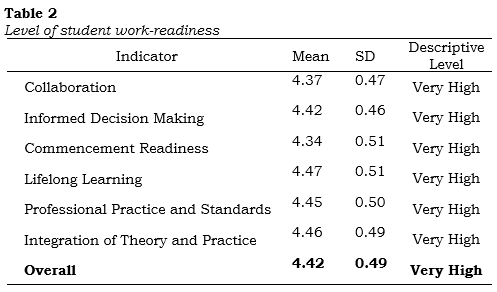 Table 2
Level of student work-readiness
Indicator Mean SD Descriptive Level
Collaboration 4.37 0.47 Very High
Informed Decision Making 4.42 0.46 Very High
Commencement Readiness 4.34 0.51 Very High
Lifelong Learning 4.47 0.51 Very High
Professional Practice and Standards 4.45 0.50 Very High
Integration of Theory and Practice 4.46 0.49 Very High
Overall 4.42 0.49 Very High